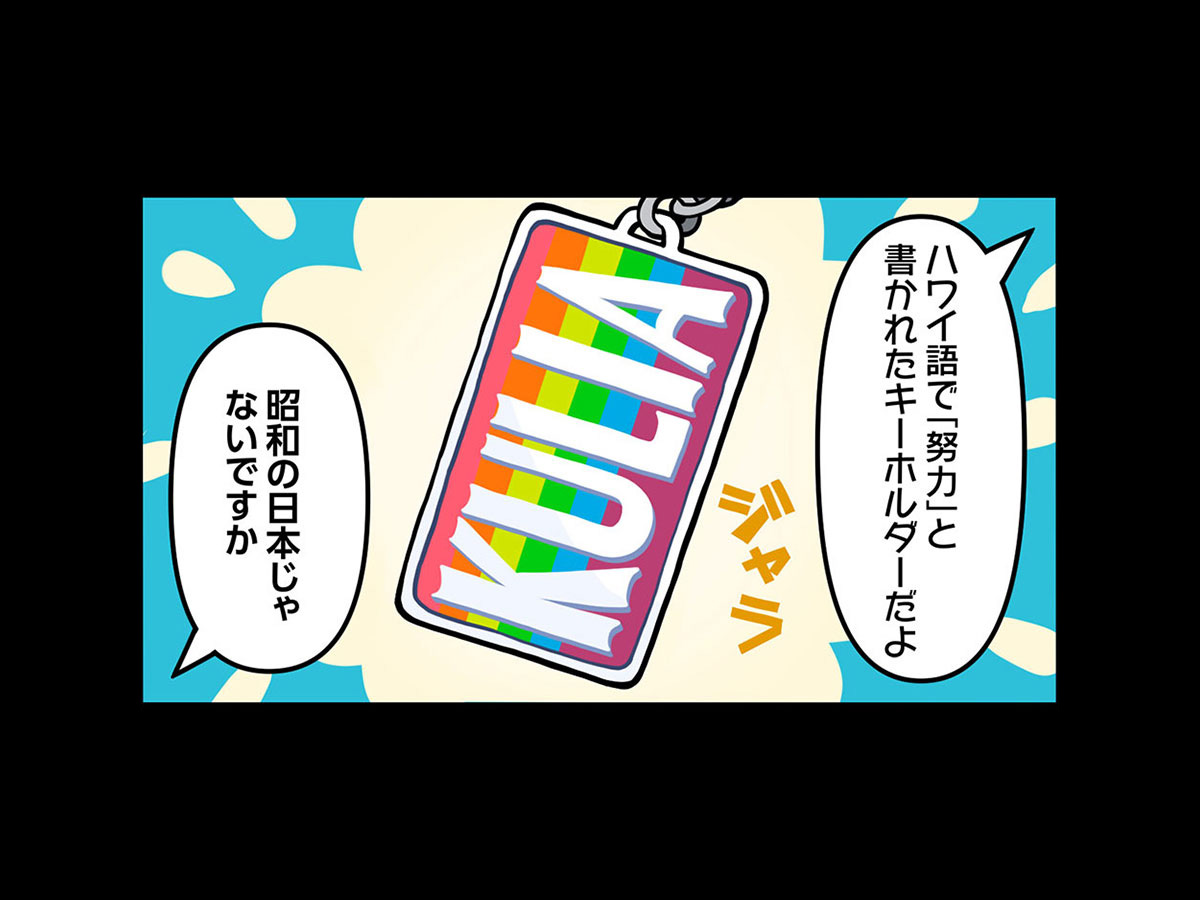 ハワイ語で「努力」と
書かれたキーホルダーだよ
KULIA
ジャラ
昭和の日本じゃ
ないですか